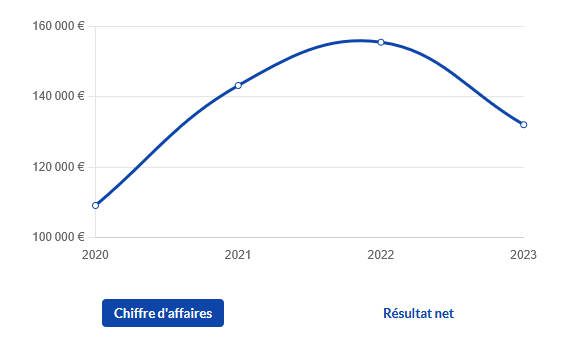 160 000 €
140 000 €
120 000 €
100 000 €
2020 2021 2022 2023
Chiffre d'affaires Résultat net